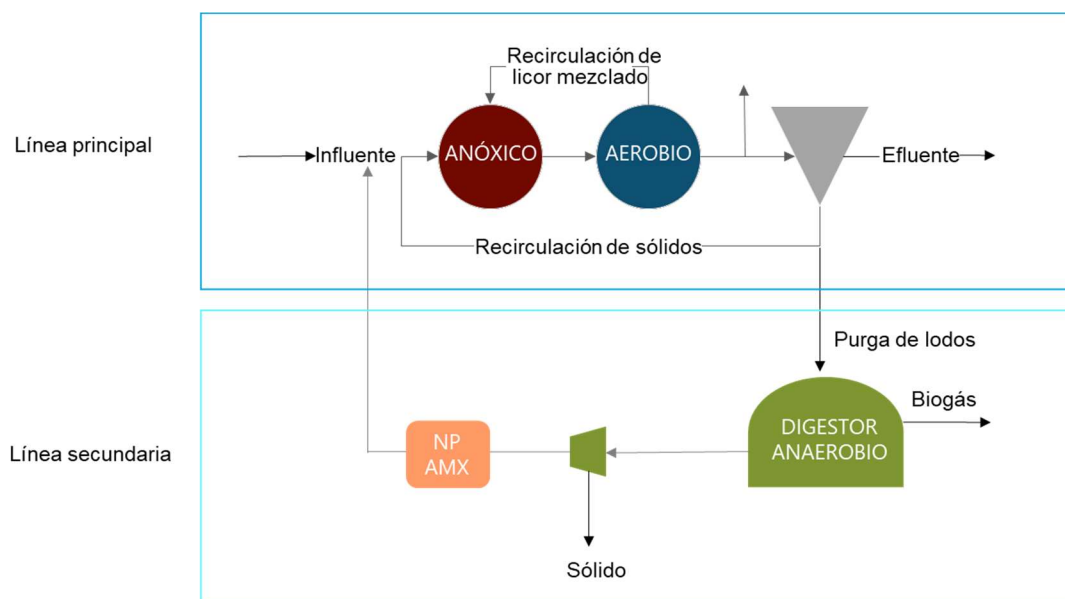 Recirculación de
licor mezclado
Línea principal
Influente
ANÓXICO
AEROBIO
Efluente
Recirculación de sólidos
Purga de lodos
Biogás
DIGESTOR
ANAEROBIO
Línea secundaria
NP
AMX
Sólido